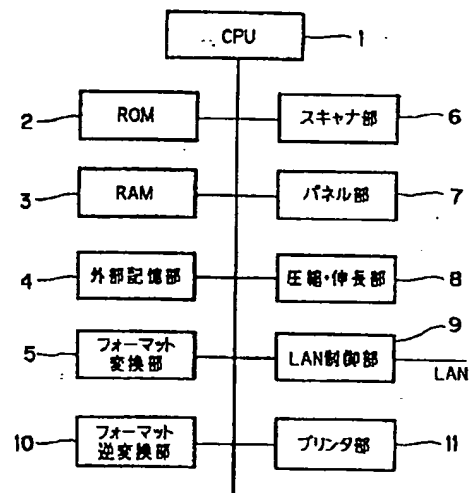 CPU
1
2
ROM
スキャナ部
6
3
RAM
パネル部
7
4
外部記憶部
圧縮・伸長部
8
5
フォーマット
変換部
LAN制御部
9
LAN
10
フォーマット
逆変換部
プリンタ部
11